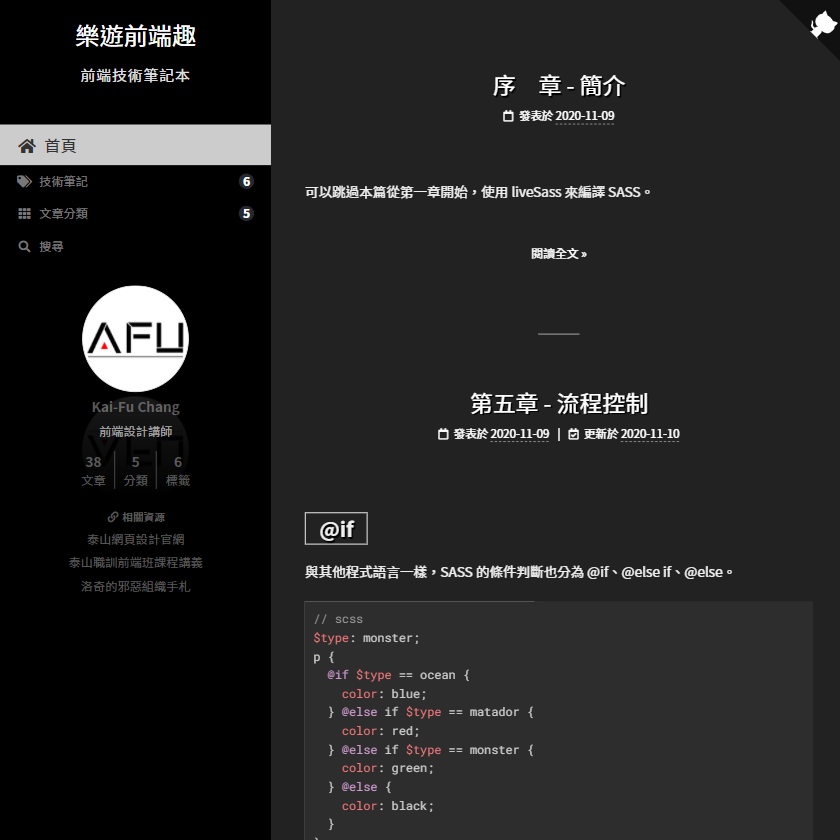 樂遊前端趣
前端技術筆記本
首頁
技術筆記 6
文章分類 5
搜尋
AFU
Kai-Fu Chang
前端設計講師
38 5 6
文章 分類 標籤
相關資源
泰山網頁設計官網
泰山職訓前端班課程講義
洛奇的邪惡組織手札
序　章 - 簡介
發表於 2020-11-09
可以跳過本篇從第一章開始，使用 liveSass 來編譯 SASS。
閱讀全文 »
第五章 - 流程控制
發表於 2020-11-09 | 更新於 2020-11-10
@if
與其他程式語言一樣，SASS 的條件判斷也分為 @if、@else if、@else。
// scss
$type: monster;
p {
  @if $type == ocean {
    color: blue;
  } @else if $type == matador {
    color: red;
  } @else if $type == monster {
    color: green;
  } @else {
    color: black;
  }